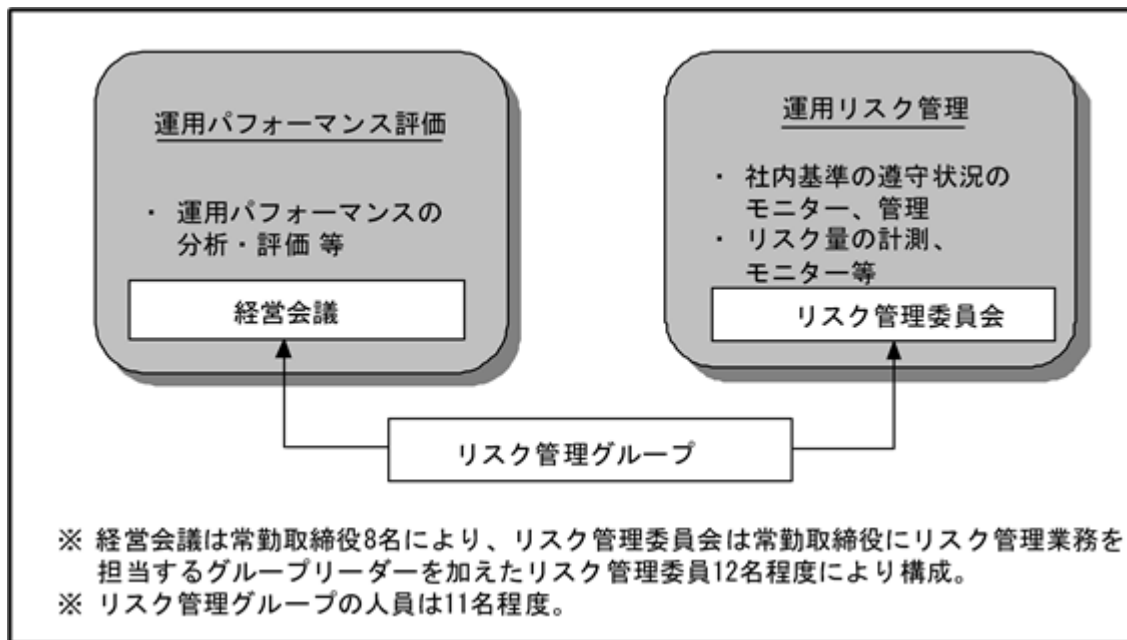 運用パフォーマンス評価
・ 運用パフォーマンスの
分析・評価 等
経営会議
運用リスク管理
・ 社内基準の遵守状況の
モニター、管理
・ リスク量の計測、
モニター等
リスク管理委員会
リスク管理グループ
※ 経営会議は常勤取締役8名により、リスク管理委員会は常勤取締役にリスク管理業務を
担当するグループリーダーを加えたリスク管理委員12名程度により構成。
※ リスク管理グループの人員は11名程度。